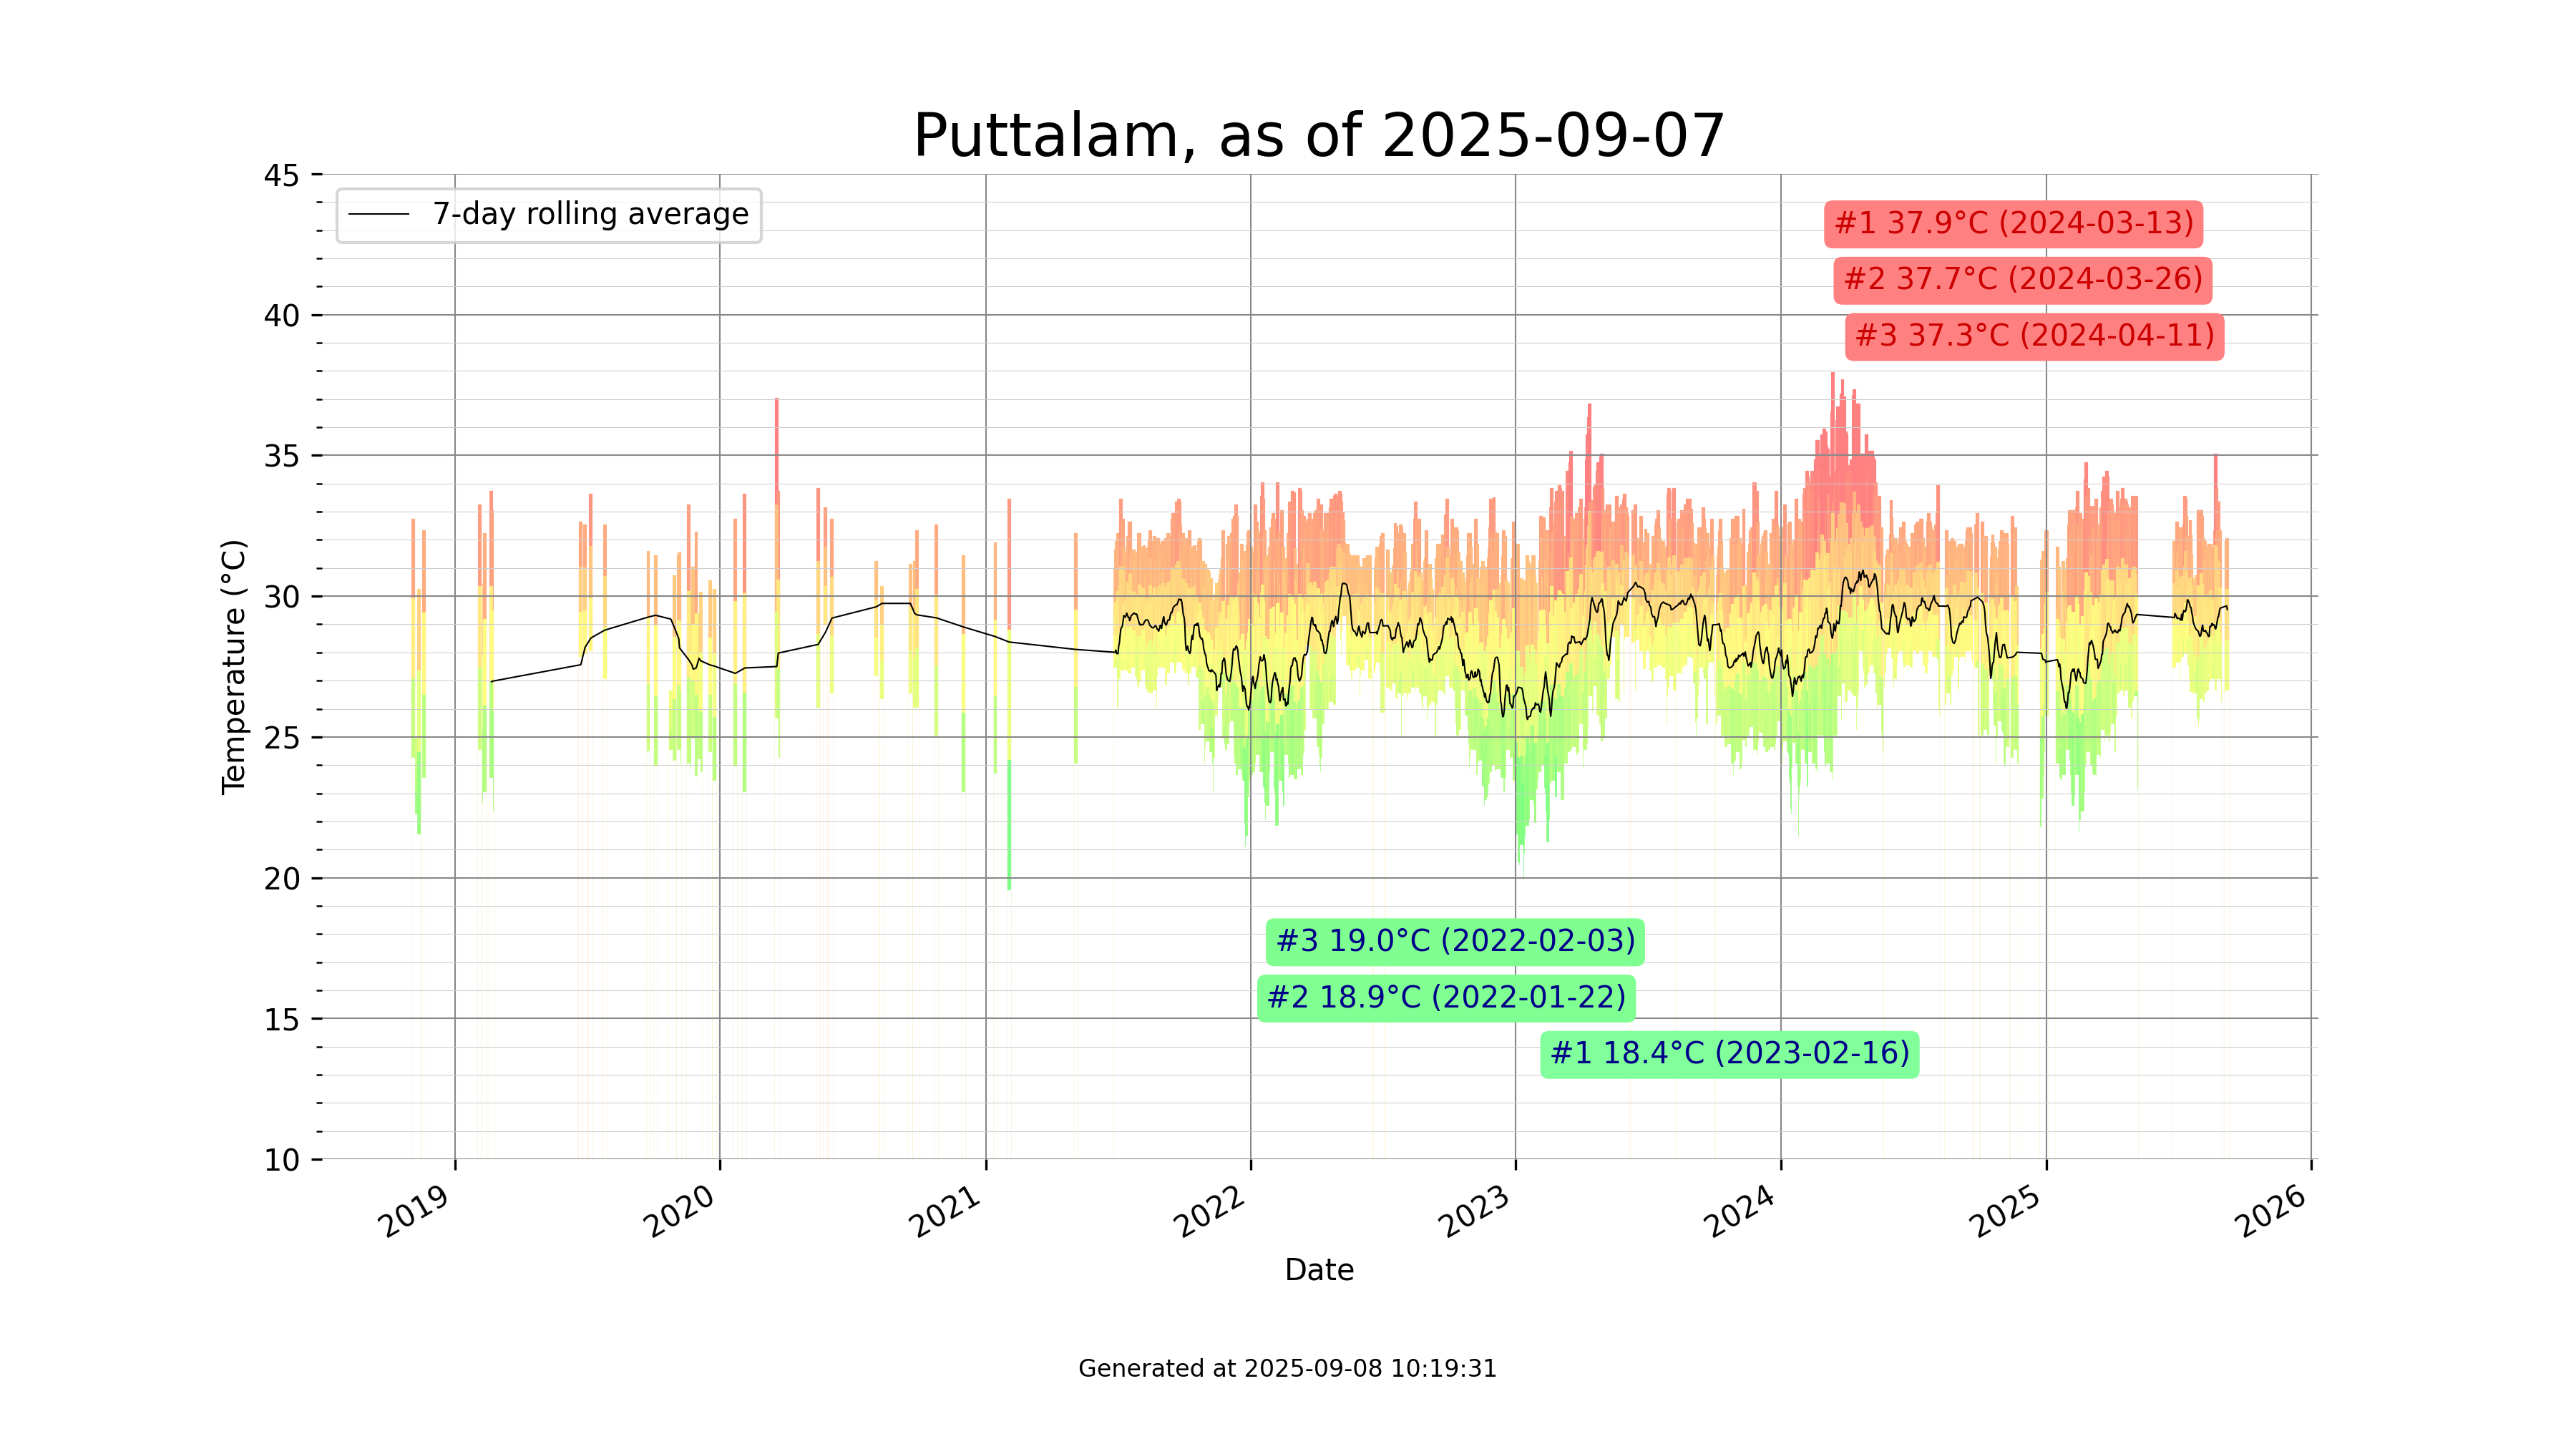 Puttalam, as of 2025-09-07
45
7-day rolling average
#1 37.9°C (2024-03-13)
#2 37.7°C (2024-03-26)
40
#3 37.3°C (2024-04-11)
35
30
Temperature (°C)
25
20
#3 19.0°C (2022-02-03)
#2 18.9°C (2022-01-22)
15
#1 18.4°C (2023-02-16)
10
2019 2020 2021 2022 2023 2024 2025 2026
Date
Generated at 2025-09-08 10:19:31